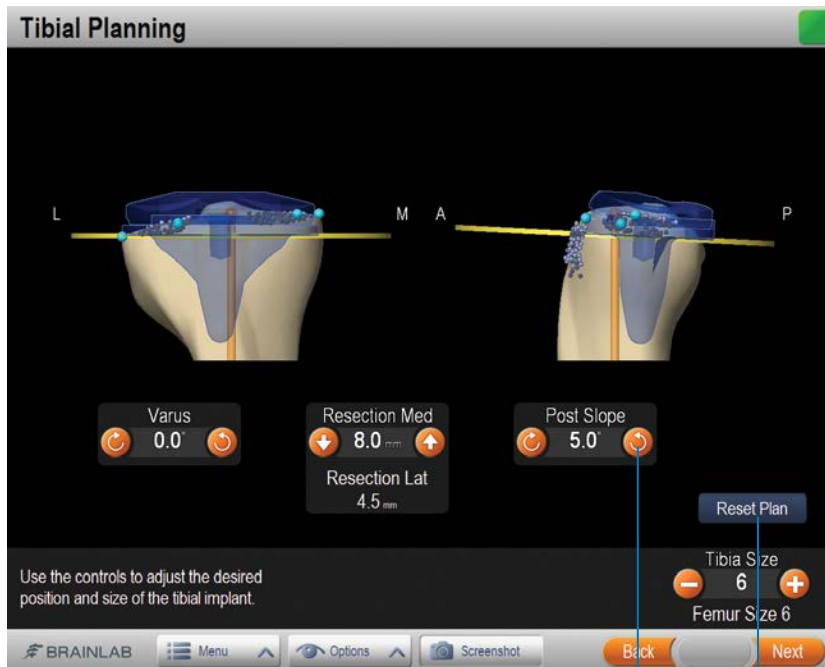 Tibial Planning
L
M
A
P
Varus
0.0°
Resection Med
8.0 mm
Resection Lat
4.5 mm
Post Slope
5.0°
Reset Plan
Use the controls to adjust the desired
position and size of the tibial implant.
Tibia Size
6
Femur Size 6
BRAINLAB
Menu
Options
Screenshot
Back
Next